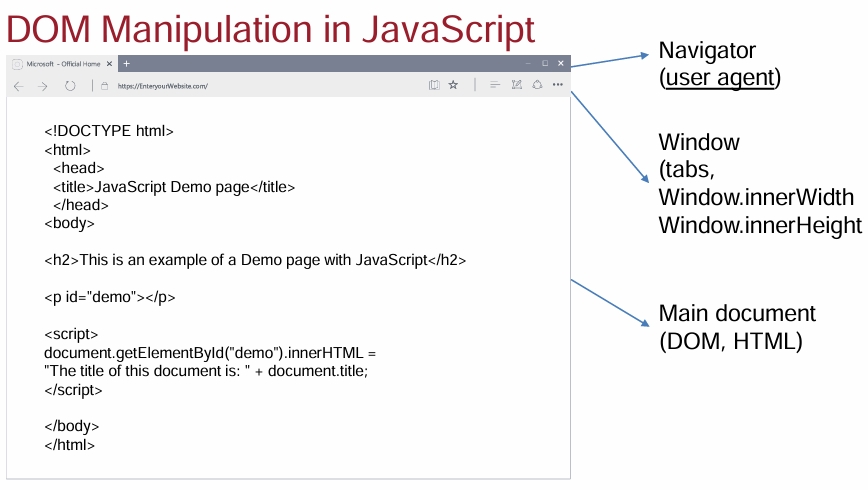 DOM Manipulation in JavaScript
Microsoft - Official Home
https://EnteryourWebsite.com/
<!DOCTYPE html>
<html>
<head>
<title>JavaScript Demo page</title>
</head>
<body>
<h2>This is an example of a Demo page with JavaScript</h2>
<p id="demo"></p>
<script>
document.getElementById("demo").innerHTML =
"The title of this document is: " + document.title;
</script>
</body>
</html>
Navigator
(user agent)
Window
(tabs,
Window.innerWidth
Window.innerHeight
Main document
(DOM, HTML)